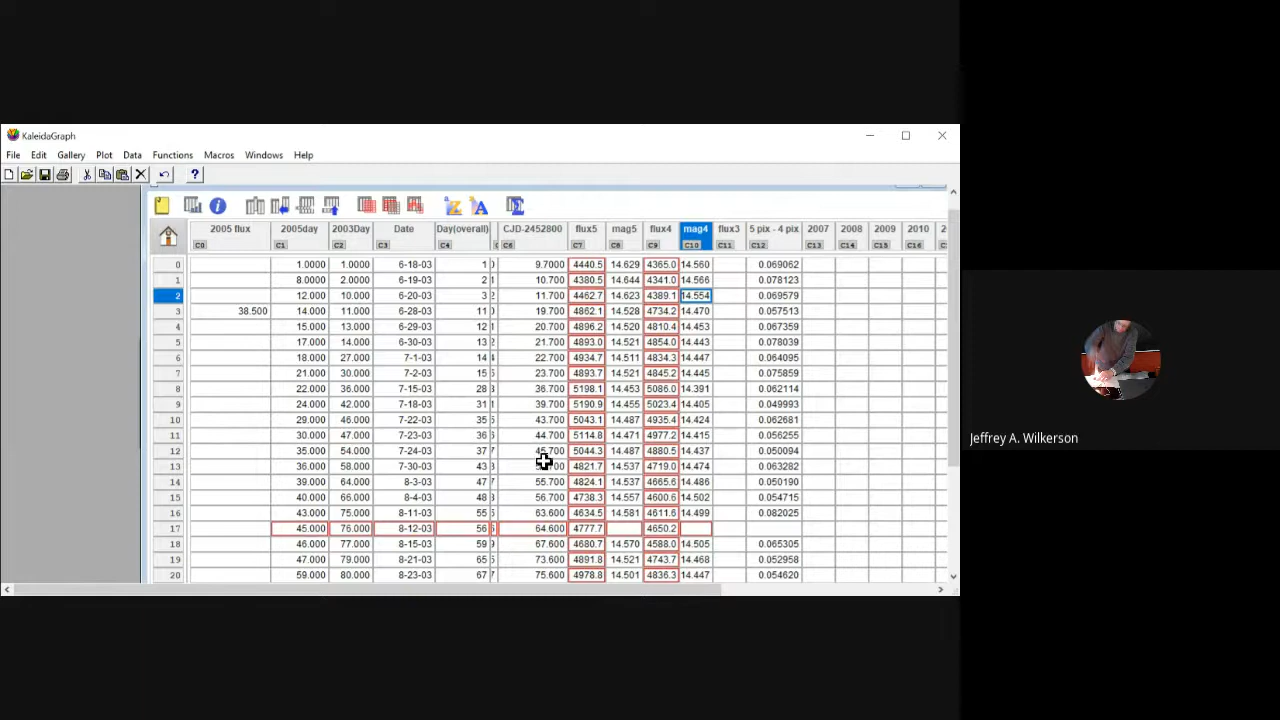 KaleidaGraph
File Edit Gallery Plot Data Functions Macros Windows Help
2005 flux 2005day 2003Day Date Day(overall) CJD-2452800 flux5 mag5 flux4 mag4 flux3 5 pix - 4 pix 2007 2008 2009 2010
C0 C1 C2 C3 C4 C6 C7 C8 C9 C10 C11 C12 C13 C14 C15 C16
0 1.0000 1.0000 6-18-03 1 9.7000 4440.5 14.629 4365.0 14.560 0.069062
1 8.0000 2.0000 6-19-03 2 10.700 4380.5 14.644 4341.0 14.566 0.078123
2 12.000 10.000 6-20-03 3 11.700 4462.7 14.623 4389.1 14.554 0.069579
3 38.500 14.000 11.000 6-28-03 11 19.700 4862.1 14.528 4734.2 14.470 0.057513
4 15.000 13.000 6-29-03 12 20.700 4896.2 14.520 4810.4 14.453 0.067359
5 17.000 14.000 6-30-03 13 21.700 4893.0 14.521 4854.0 14.443 0.078039
6 18.000 27.000 7-1-03 14 22.700 4934.7 14.511 4834.3 14.447 0.064095
7 21.000 30.000 7-2-03 15 23.700 4893.7 14.521 4845.2 14.445 0.075859
8 22.000 36.000 7-15-03 28 36.700 5198.1 14.453 5086.0 14.391 0.062114
9 24.000 42.000 7-18-03 31 39.700 5190.9 14.455 5023.4 14.405 0.049993
10 29.000 46.000 7-22-03 35 43.700 5043.1 14.487 4935.4 14.424 0.062681
11 30.000 47.000 7-23-03 36 44.700 5114.8 14.471 4977.2 14.415 0.056255
12 35.000 54.000 7-24-03 37 45.700 5044.3 14.487 4880.5 14.437 0.050094
13 36.000 58.000 7-30-03 43 4821.7 14.537 4719.0 14.474 0.063282
14 39.000 64.000 8-3-03 47 55.700 4824.1 14.537 4665.6 14.486 0.050190
15 40.000 66.000 8-4-03 48 56.700 4738.3 14.557 4600.6 14.502 0.054715
16 43.000 75.000 8-11-03 55 63.600 4634.5 14.581 4611.6 14.499 0.082025
17 45.000 76.000 8-12-03 56 64.600 4777.7 4650.2
18 46.000 77.000 8-15-03 59 67.600 4680.7 14.570 4588.0 14.505 0.065305
19 47.000 79.000 8-21-03 65 73.600 4891.8 14.521 4743.7 14.468 0.052958
20 59.000 80.000 8-23-03 67 75.600 4978.8 14.501 4836.3 14.447 0.054620
Jeffrey A. Wilkerson